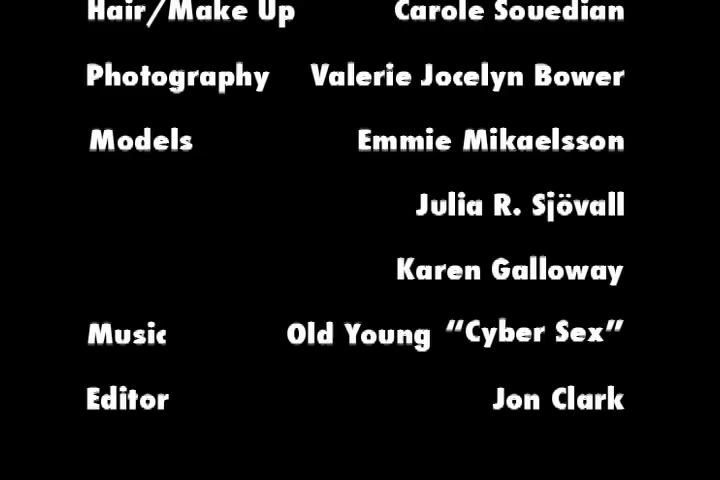 Hair/Make Up Carole Souedian
Photography Valerie Jocelyn Bower
Models Emmie Mikaelsson
Julia R. Sjövall
Karen Galloway
Music Old Young “Cyber Sex”
Editor Jon Clark